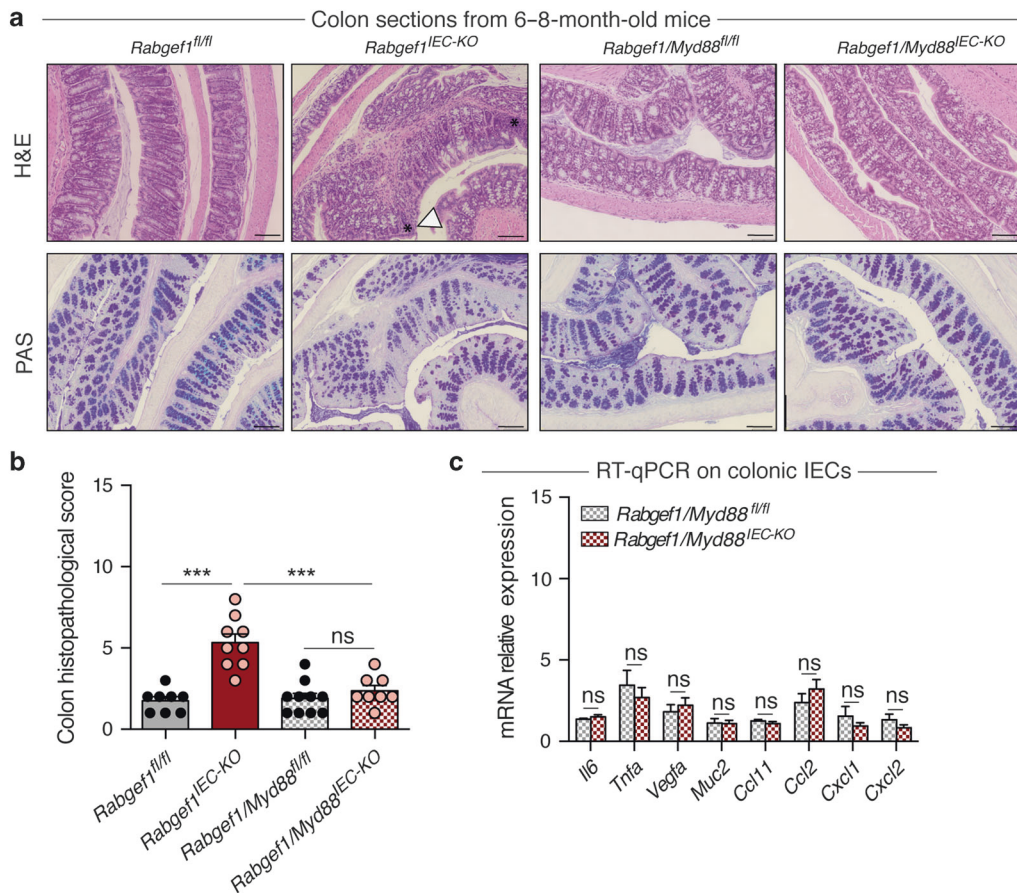 a
Colon sections from 6–8-month-old mice
Rabgef1fl/fl
Rabgef1IEC-KO
Rabgef1/Myd88fl/fl
Rabgef1/Myd88IEC-KO
H&E
*
*
PAS
b
Colon histopathological score
15
10
5
0
***
***
ns
Rabgef1fl/fl
Rabgef1IEC-KO
Rabgef1/Myd88fl/fl
Rabgef1/Myd88IEC-KO
c
RT-qPCR on colonic IECs
mRNA relative expression
15
10
5
0
Rabgef1/Myd88fl/fl
Rabgef1/Myd88IEC-KO
ns
ns
ns
ns
ns
ns
ns
ns
Il6
Tnfa
Vegfa
Muc2
Ccl11
Ccl2
Cxcl1
Cxcl2